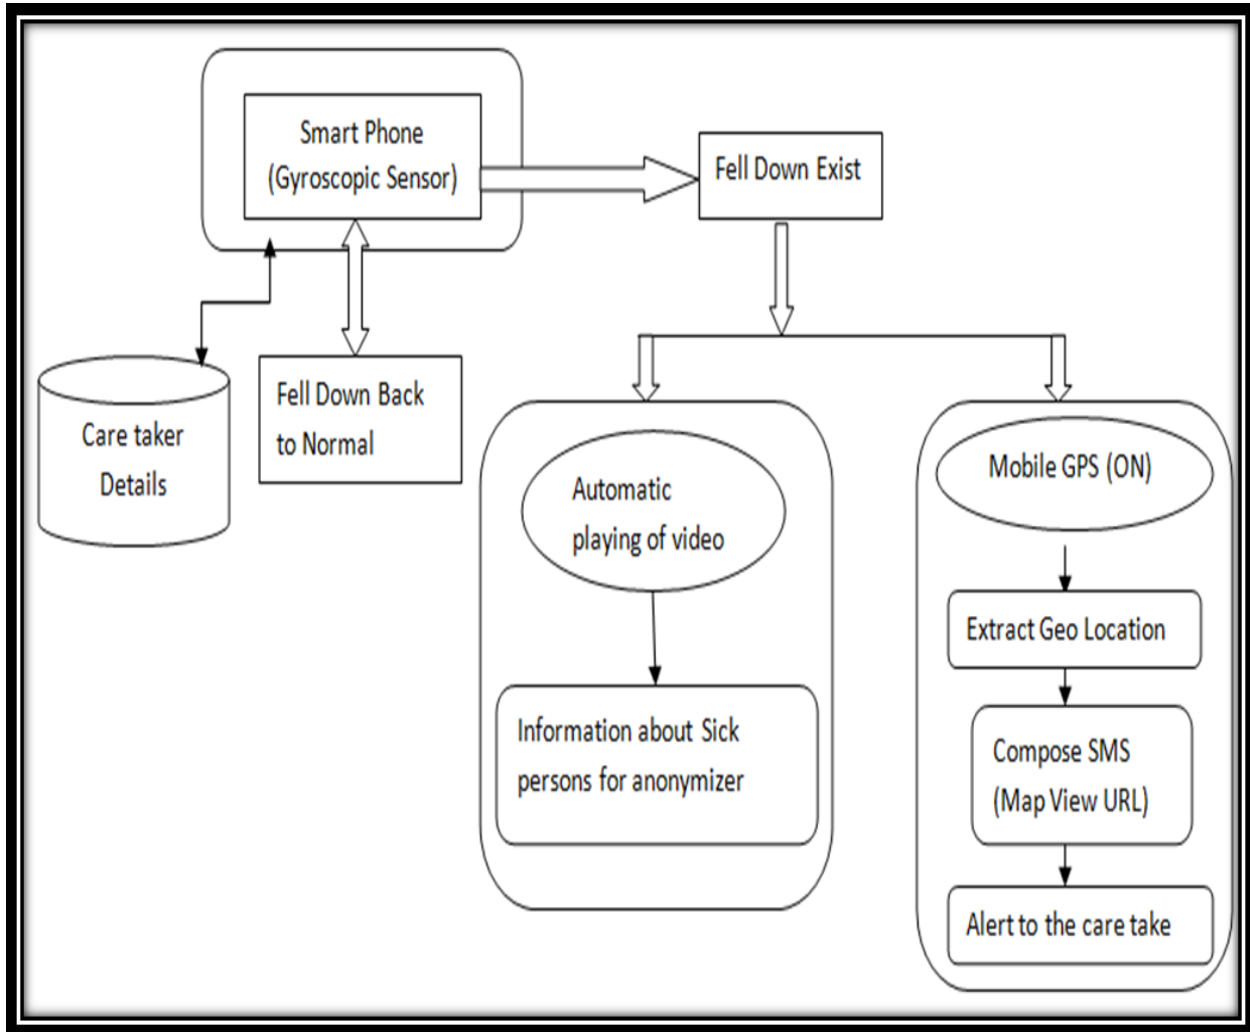 Smart Phone
(Gyroscopic Sensor)
Fell Down Exist
Care taker
Details
Fell Down Back
to Normal
Automatic
playing of video
Information about Sick
persons for anonymizer
Mobile GPS (ON)
Extract Geo Location
Compose SMS
(Map View URL)
Alert to the care take